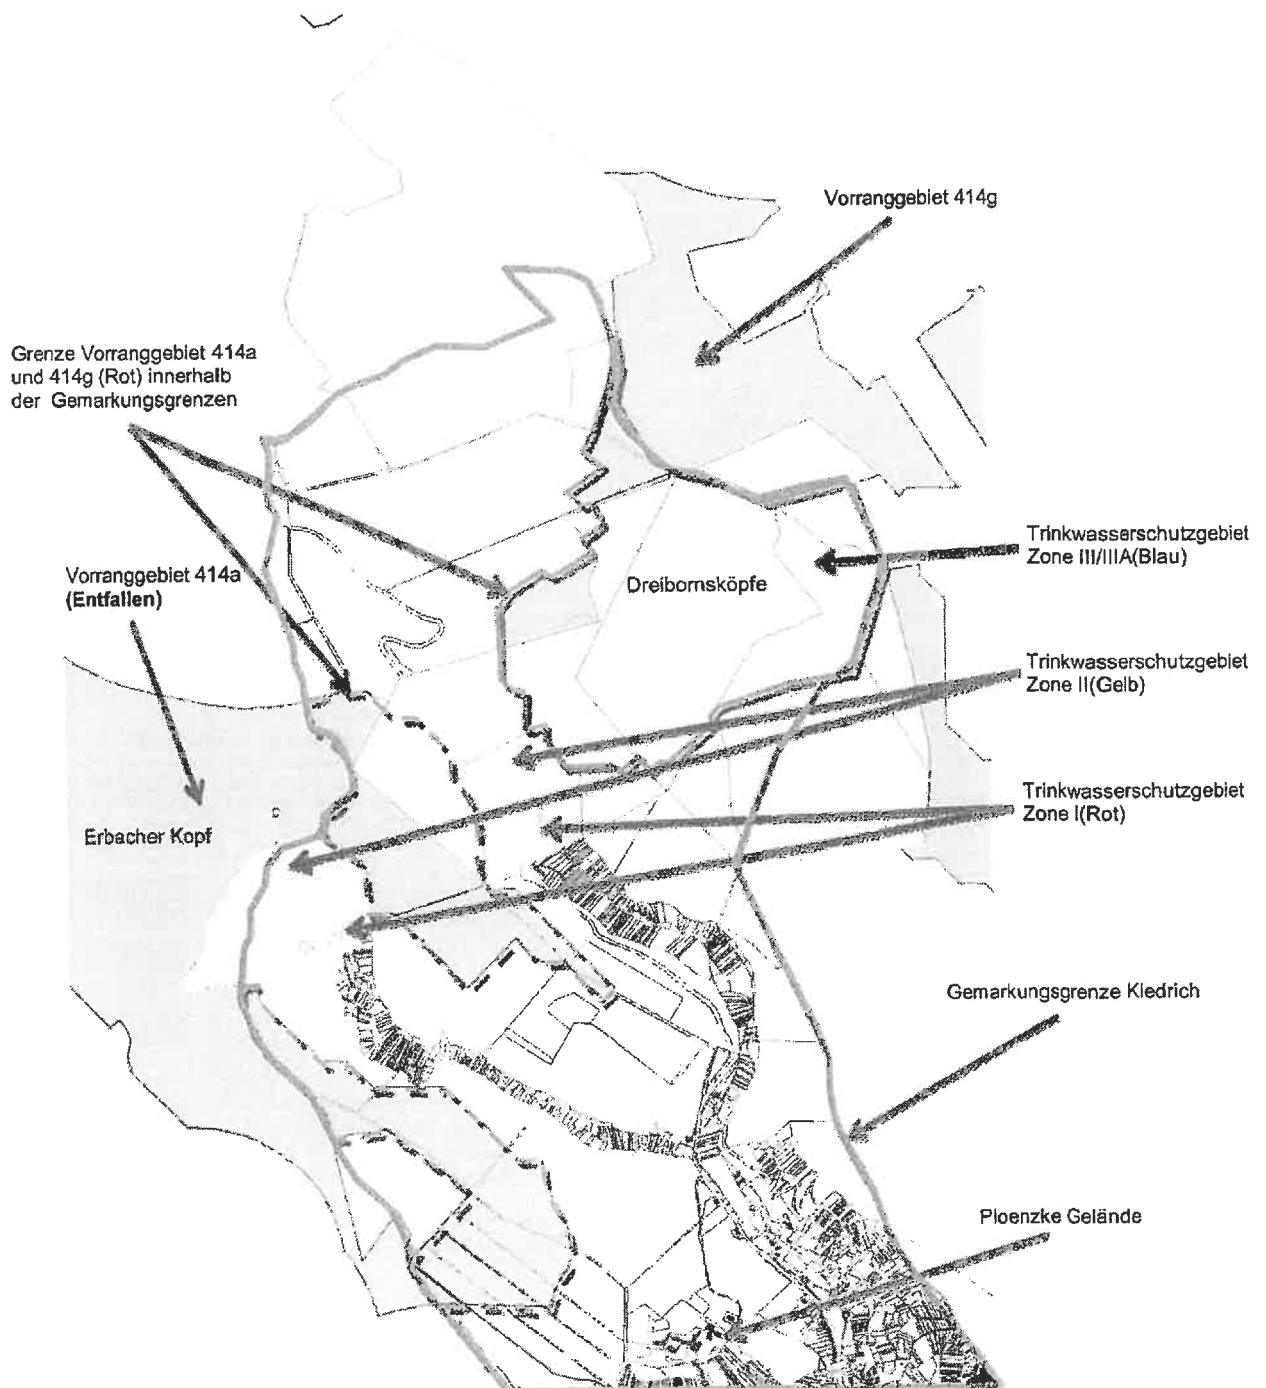 Vorranggebiet 414g
Grenze Vorranggebiet 414a
und 414g (Rot) innerhalb
der Gemarkungsgrenzen
Trinkwasserschutzgebiet
Zone III/IIIA(Blau)
Vorranggebiet 414a
(Entfallen)
Dreibornsköpfe
Trinkwasserschutzgebiet
Zone II(Gelb)
Trinkwasserschutzgebiet
Zone I(Rot)
Erbacher Kopf
Gemarkungsgrenze Kiedrich
Ploenzke Gelände